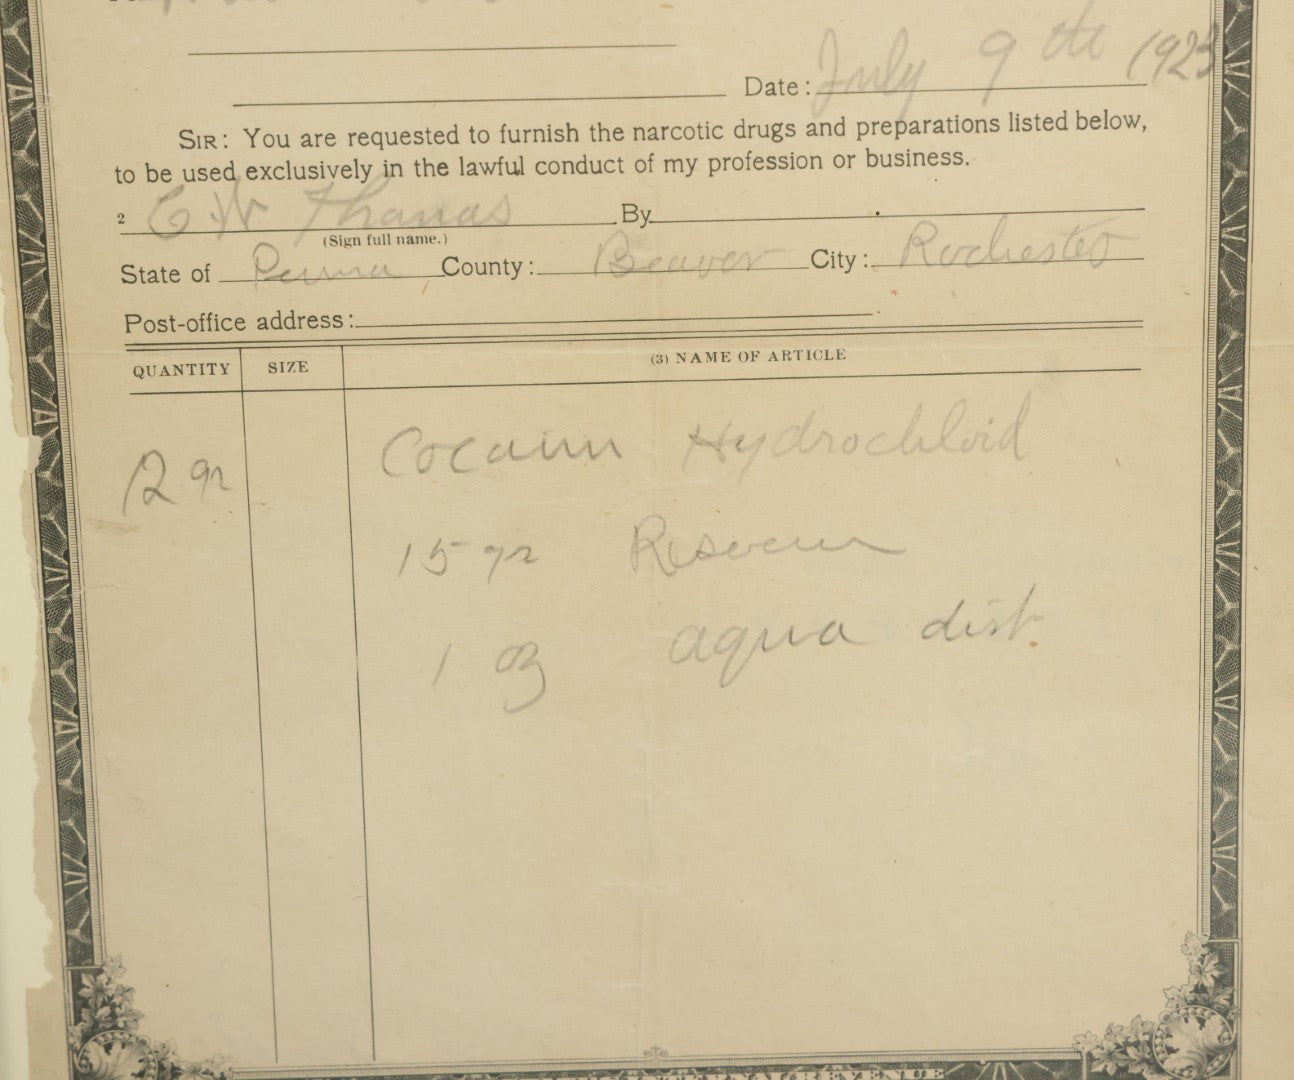 Date: July 9th 1923
SIR: You are requested to furnish the narcotic drugs and preparations listed below,
to be used exclusively in the lawful conduct of my profession or business.
2 C W Thomas By
(Sign full name.)
State of Penna County: Beaver City: Rochester
Post-office address:
QUANTITY SIZE (3) NAME OF ARTICLE
Cocain Hydrochloid
12 gr
15 gr
1 oz aqua dist.
REVENUE